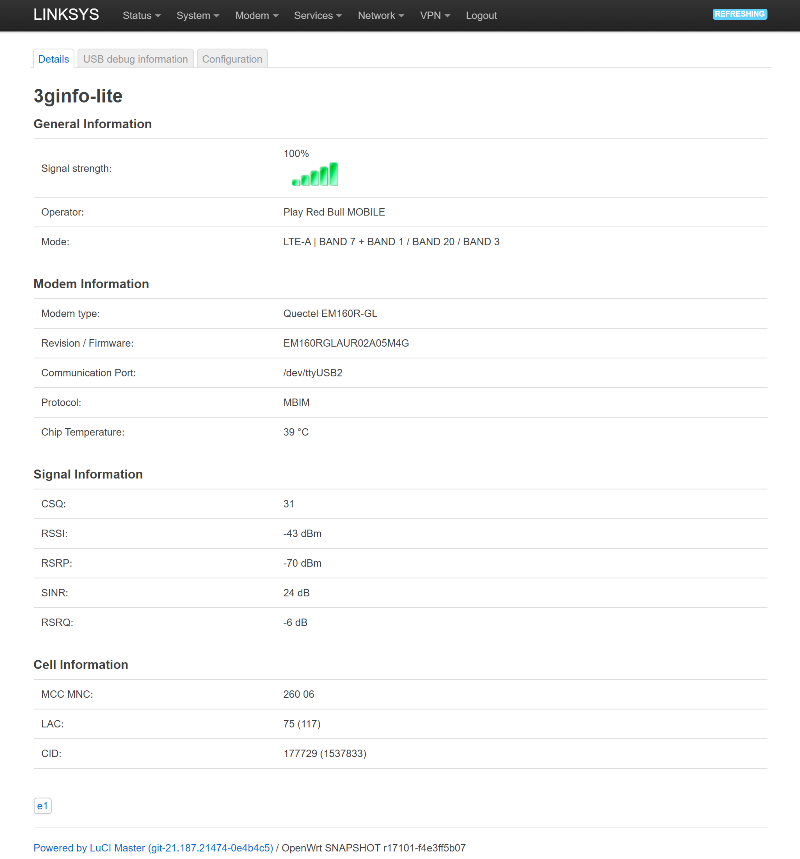 LINKSYS Status System Modem Services Network VPN Logout REFRESHING
Details USB debug information Configuration
3ginfo-lite
General Information
Signal strength: 100%
Operator: Play Red Bull MOBILE
Mode: LTE-A | BAND 7 + BAND 1 / BAND 20 / BAND 3
Modem Information
Modem type: Quectel EM160R-GL
Revision / Firmware: EM160RGLAUR02A05M4G
Communication Port: /dev/ttyUSB2
Protocol: MBIM
Chip Temperature: 39 °C
Signal Information
CSQ: 31
RSSI: -43 dBm
RSRP: -70 dBm
SINR: 24 dB
RSRQ: -6 dB
Cell Information
MCC MNC: 260 06
LAC: 75 (117)
CID: 177729 (1537833)
e1
Powered by LuCI Master (git-21.187.21474-0e4b4c5) / OpenWrt SNAPSHOT r17101-f4e3ff5b07